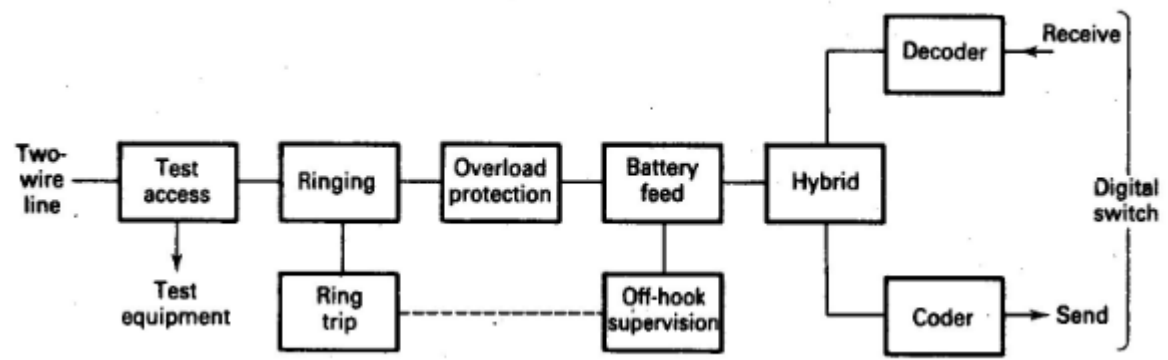 Two-
wire
line
Test
access
Test
equipment
Ringing
Ring
trip
Overload
protection
Battery
feed
Off-hook
supervision
Hybrid
Decoder
Receive
Coder
Send
Digital
switch